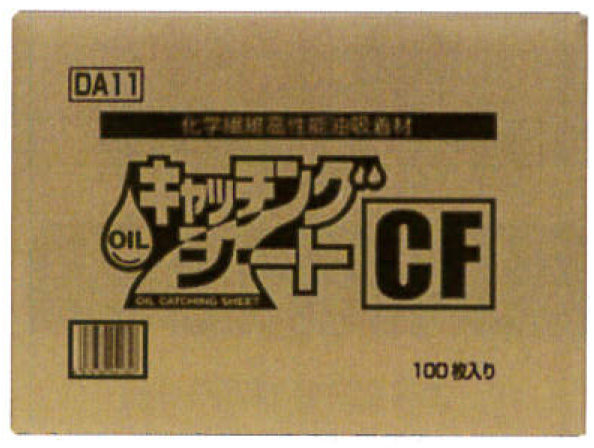 DA11
化学繊維高性能油吸着材
キャッチング
OIL
シート
CF
OIL CATCHING SHEET
100枚入り